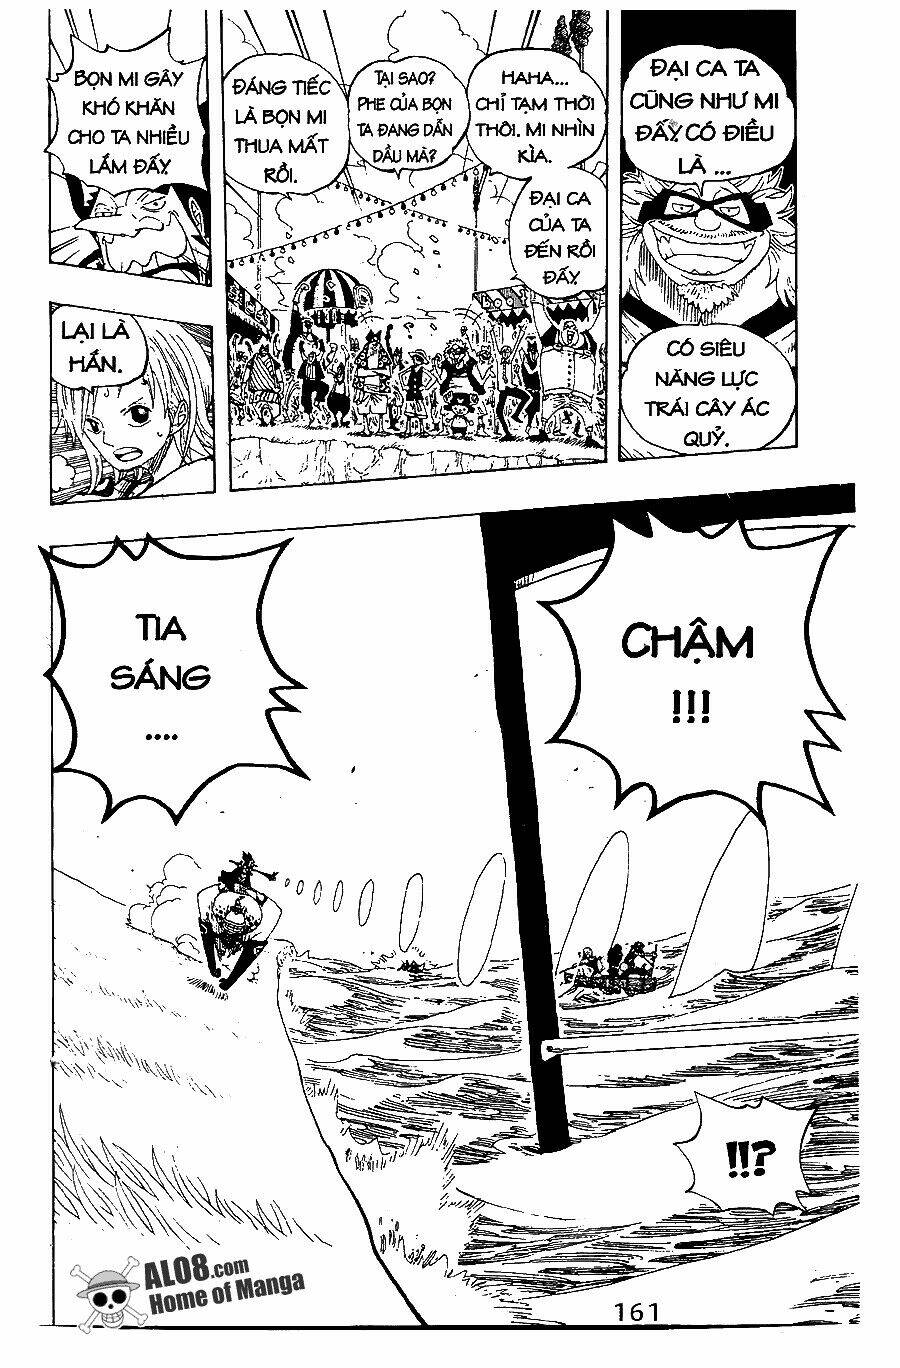 ĐẠI CA TA
CŨNG NHƯ MI
ĐẤY. CÓ ĐIỀU
LÀ ...
CÓ SIÊU
NĂNG LỰC
TRÁI CÂY ÁC
QUỶ.
HAHA...
CHỈ TẠM THỜI
THÔI. MI NHÌN
KÌA.
ĐẠI CA
CỦA TA
ĐẾN RỒI
ĐẤY.
TẠI SAO?
PHE CỦA BỌN
TA ĐANG DẪN
DẦU MÀ?
ĐÁNG TIẾC
LÀ BỌN MI
THUA MẤT
RỒI.
BỌN MI GÂY
KHÓ KHĂN
CHO TA NHIỀU
LẮM ĐẤY.
LẠI LÀ
HẮN.
CHẬM
!!!
TIA
SÁNG
....
!!?
AL08.com
Home of Manga
161